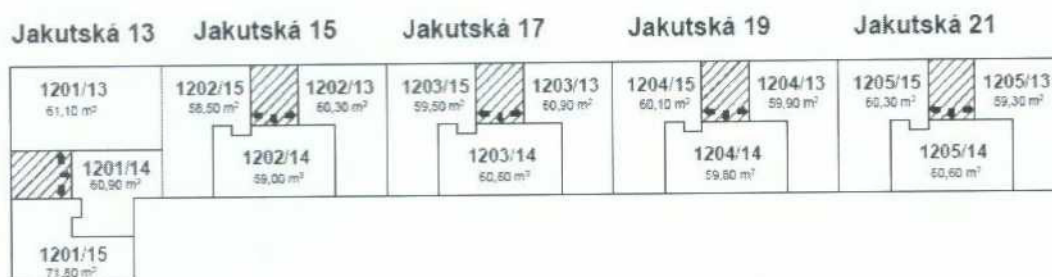 Jakutská 13
Jakutská 15
Jakutská 17
Jakutská 19
Jakutská 21
1201/13
61,10 m²
1202/15
58,50 m²
1202/13
60,30 m²
1203/15
59,50 m²
1203/13
60,90 m²
1204/15
60,10 m²
1204/13
59,90 m²
1205/15
60,30 m²
1205/13
59,30 m²
1201/14
60,90 m²
1202/14
59,00 m²
1203/14
60,60 m²
1204/14
59,80 m²
1205/14
60,60 m²
1201/15
71,80 m²